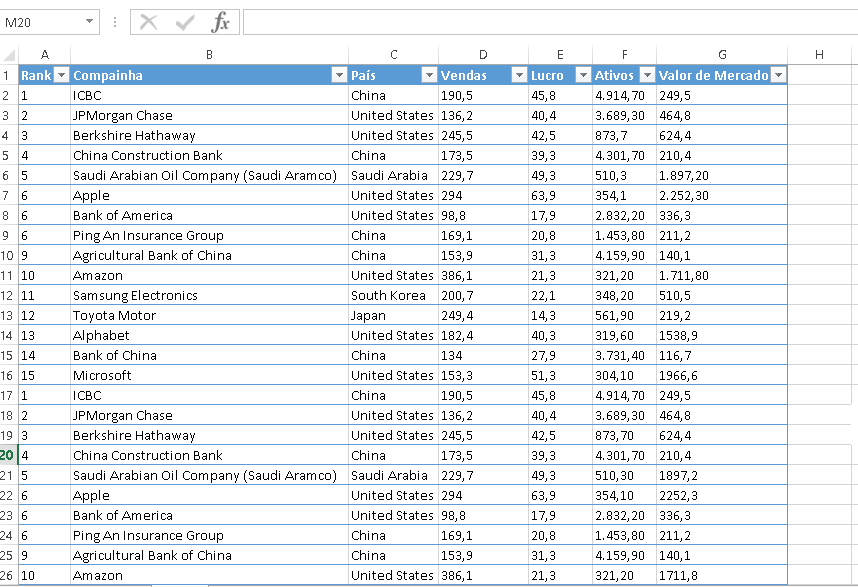 M20 fx
A B C D E F G H
1 Rank Compainha País Vendas Lucro Ativos Valor de Mercado
2 1 ICBC China 190,5 45,8 4.914,70 249,5
3 2 JPMorgan Chase United States 136,2 40,4 3.689,30 464,8
4 3 Berkshire Hathaway United States 245,5 42,5 873,7 624,4
5 4 China Construction Bank China 173,5 39,3 4.301,70 210,4
6 5 Saudi Arabian Oil Company (Saudi Aramco) Saudi Arabia 229,7 49,3 510,3 1.897,20
7 6 Apple United States 294 63,9 354,1 2.252,30
8 6 Bank of America United States 98,8 17,9 2.832,20 336,3
9 6 Ping An Insurance Group China 169,1 20,8 1.453,80 211,2
10 9 Agricultural Bank of China China 153,9 31,3 4.159,90 140,1
11 10 Amazon United States 386,1 21,3 321,20 1.711,80
12 11 Samsung Electronics South Korea 200,7 22,1 348,20 510,5
13 12 Toyota Motor Japan 249,4 14,3 561,90 219,2
14 13 Alphabet United States 182,4 40,3 319,60 1538,9
15 14 Bank of China China 134 27,9 3.731,40 116,7
16 15 Microsoft United States 153,3 51,3 304,10 1966,6
17 1 ICBC China 190,5 45,8 4.914,70 249,5
18 2 JPMorgan Chase United States 136,2 40,4 3.689,30 464,8
19 3 Berkshire Hathaway United States 245,5 42,5 873,70 624,4
20 4 China Construction Bank China 173,5 39,3 4.301,70 210,4
21 5 Saudi Arabian Oil Company (Saudi Aramco) Saudi Arabia 229,7 49,3 510,30 1897,2
22 6 Apple United States 294 63,9 354,10 2252,3
23 6 Bank of America United States 98,8 17,9 2.832,20 336,3
24 6 Ping An Insurance Group China 169,1 20,8 1.453,80 211,2
25 9 Agricultural Bank of China China 153,9 31,3 4.159,90 140,1
26 10 Amazon United States 386,1 21,3 321,20 1711,8